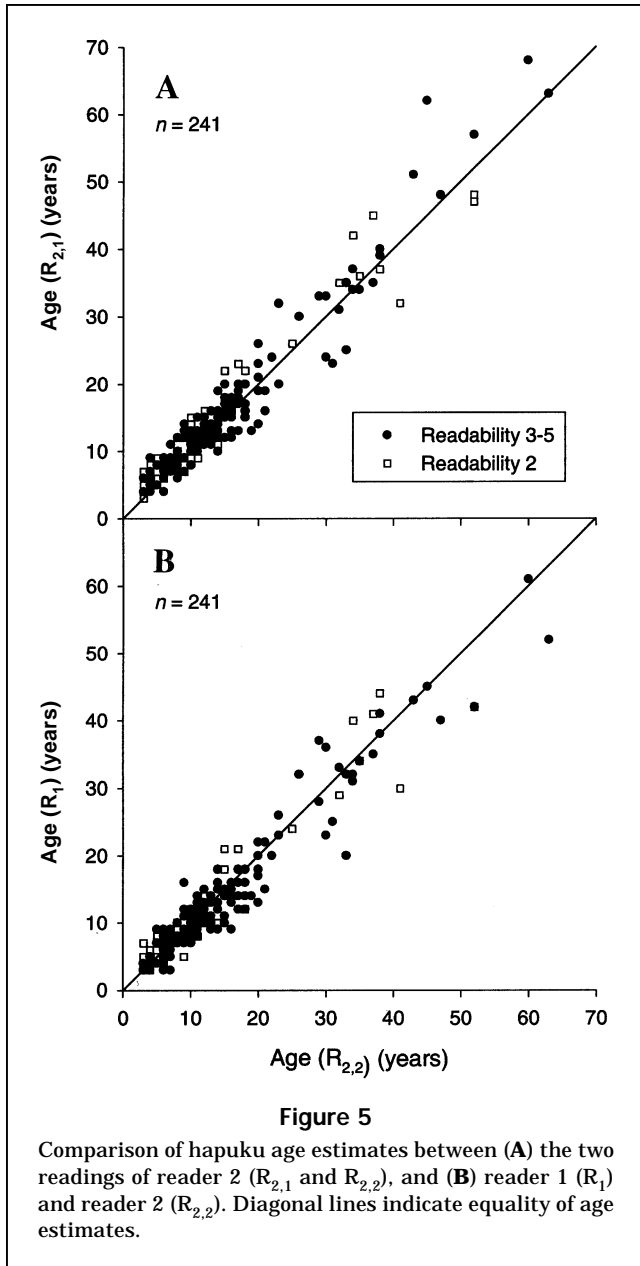 70
60
50
40
30
20
10
0
Age (R2,1) (years)
A
n = 241
Readability 3-5
Readability 2
B
n = 241
60
50
40
30
20
10
0
Age (R1) (years)
0 10 20 30 40 50 60 70
Age (R2,2) (years)
Figure 5
Comparison of hapuku age estimates between (A) the two
readings of reader 2 (R2,1 and R2,2), and (B) reader 1 (R1)
and reader 2 (R2,2). Diagonal lines indicate equality of age
estimates.